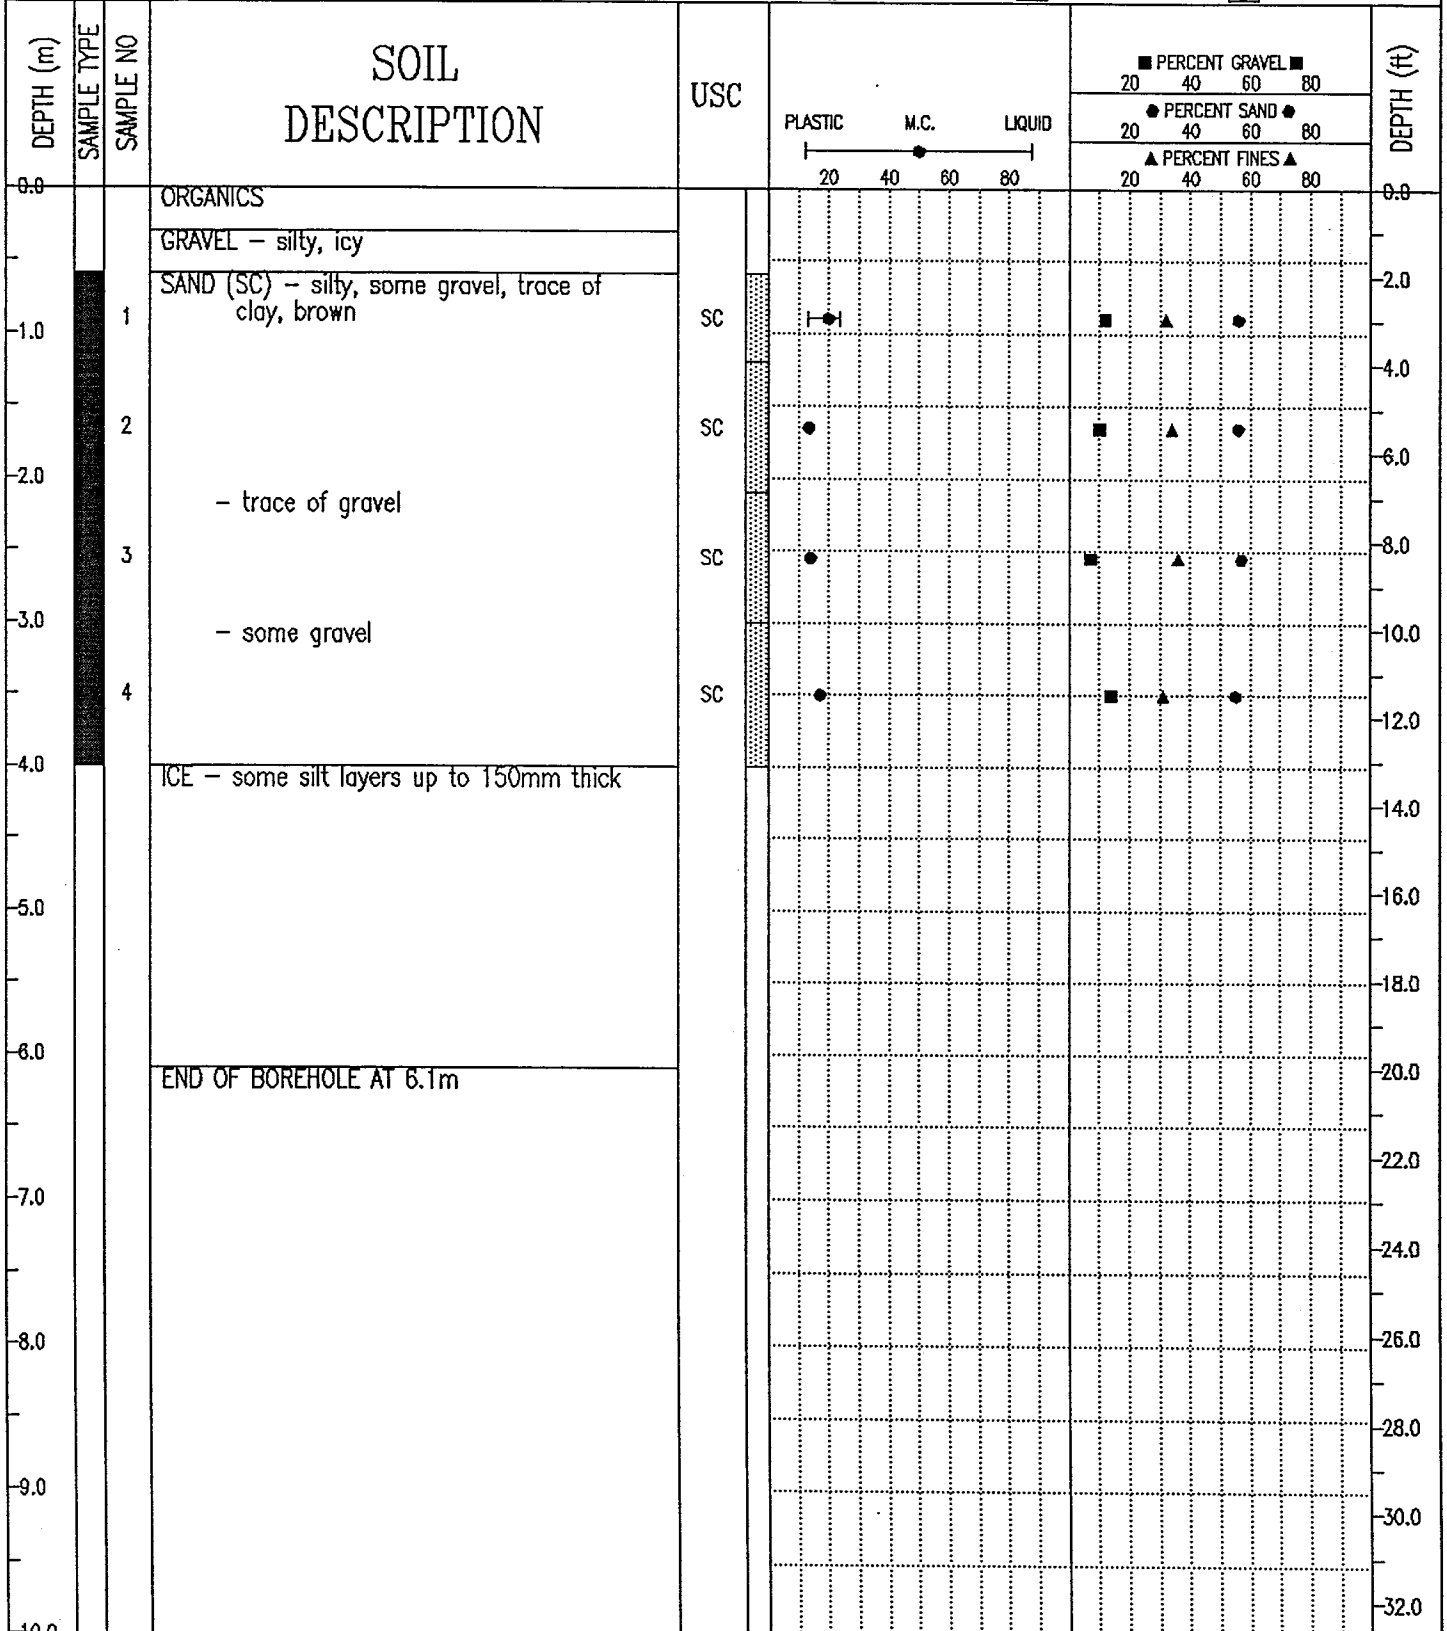 DEPTH (m)
SAMPLE TYPE
SAMPLE NO
SOIL
DESCRIPTION
USC
PLASTIC M.C. LIQUID
20 40 60 80
■ PERCENT GRAVEL ■
20 40 60 80
● PERCENT SAND ●
20 40 60 80
▲ PERCENT FINES ▲
20 40 60 80
DEPTH (ft)
0.0
ORGANICS
0.0
GRAVEL – silty, icy
SAND (SC) – silty, some gravel, trace of
clay, brown
2.0
1 SC
1.0
4.0
2 SC
6.0
2.0
– trace of gravel
8.0
3 SC
3.0
– some gravel
10.0
4 SC
12.0
4.0
ICE – some silt layers up to 150mm thick
14.0
16.0
5.0
18.0
6.0
20.0
END OF BOREHOLE AT 6.1m
22.0
7.0
24.0
8.0
26.0
28.0
9.0
30.0
32.0
10.0